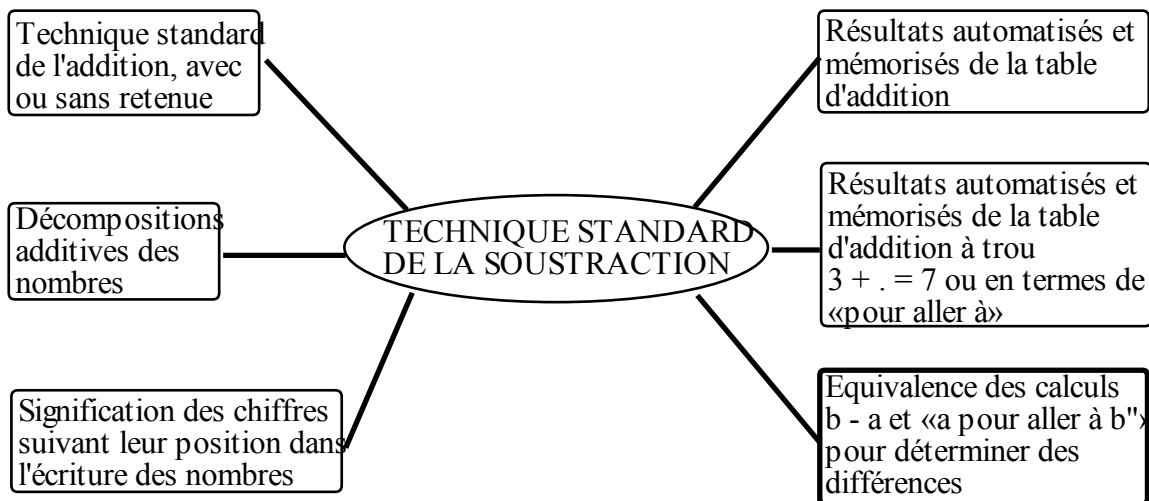 Technique standard
de l'addition, avec
ou sans retenue
Résultats automatisés et
mémorisés de la table
d'addition
Décompositions
additives des
nombres
TECHNIQUE STANDARD
DE LA SOUSTRACTION
Résultats automatisés et
mémorisés de la table
d'addition à trou
3 + . = 7 ou en termes de
«pour aller à»
Signification des chiffres
suivant leur position dans
l'écriture des nombres
Equivalence des calculs
b - a et «a pour aller à b"»
pour déterminer des
différences